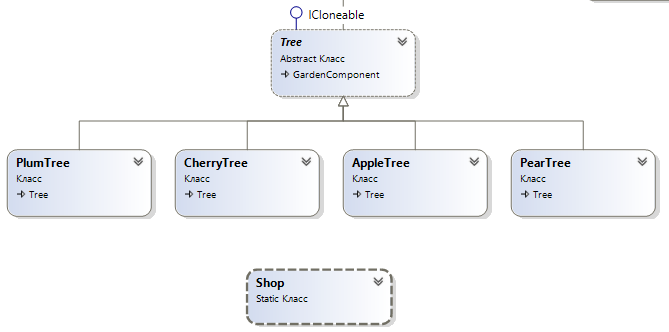 ICloneable
Tree
Abstract Класс
GardenComponent
PlumTree
Класс
Tree
CherryTree
Класс
Tree
AppleTree
Класс
Tree
PearTree
Класс
Tree
Shop
Static Класс